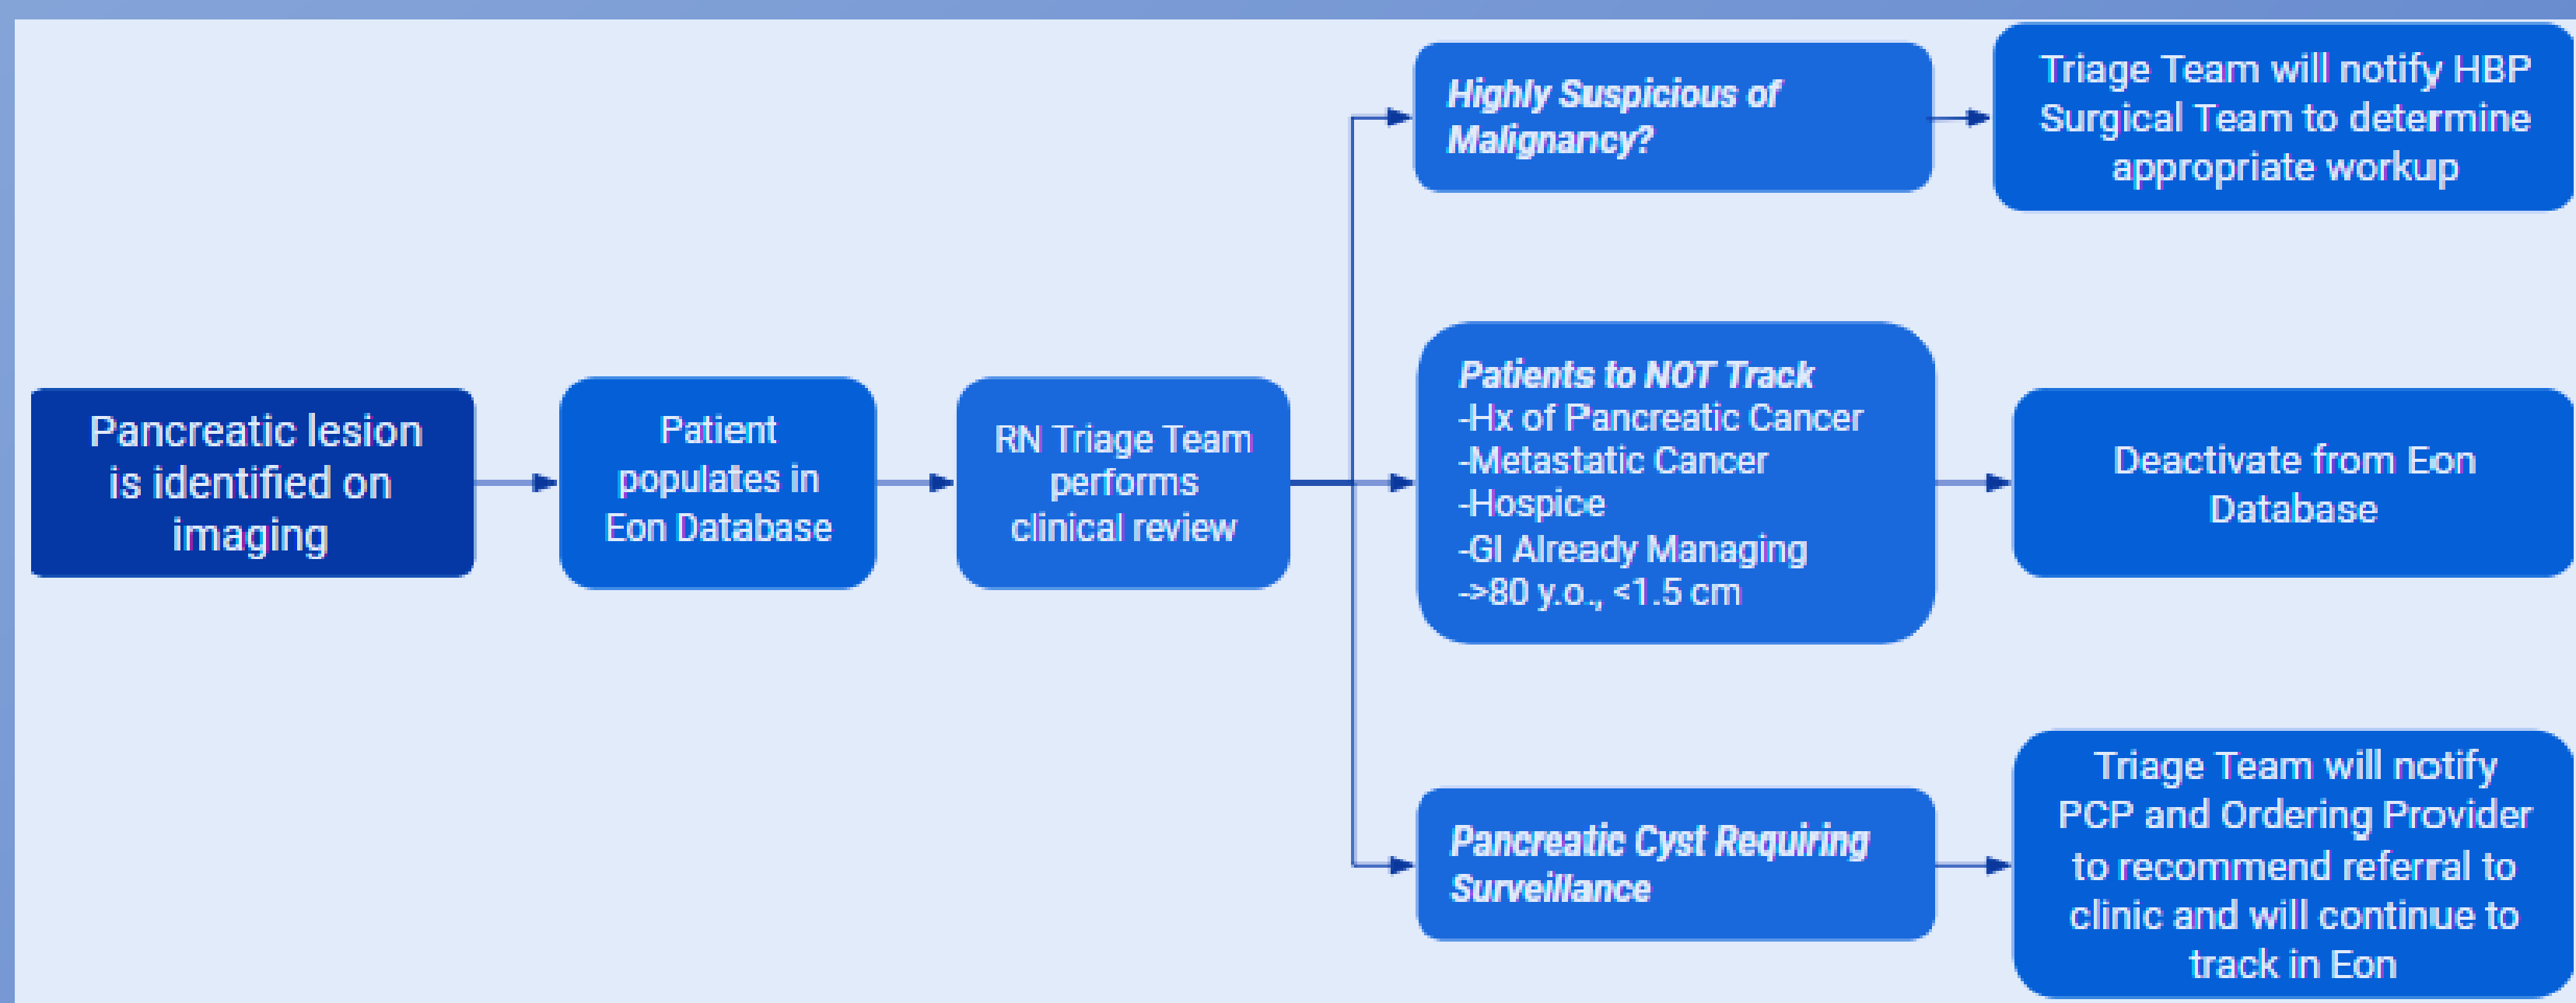 Pancreatic lesion
is identified on
imaging
Patient
populates in
Eon Database
RN Triage Team
performs
clinical review
Highly Suspicious of
Malignancy?
Triage Team will notify HBP
Surgical Team to determine
appropriate workup
Patients to NOT Track
-Hx of Pancreatic Cancer
-Metastatic Cancer
-Hospice
-GI Already Managing
->80 y.o., <1.5 cm
Deactivate from Eon
Database
Pancreatic Cyst Requiring
Surveillance
Triage Team will notify
PCP and Ordering Provider
to recommend referral to
clinic and will continue to
track in Eon